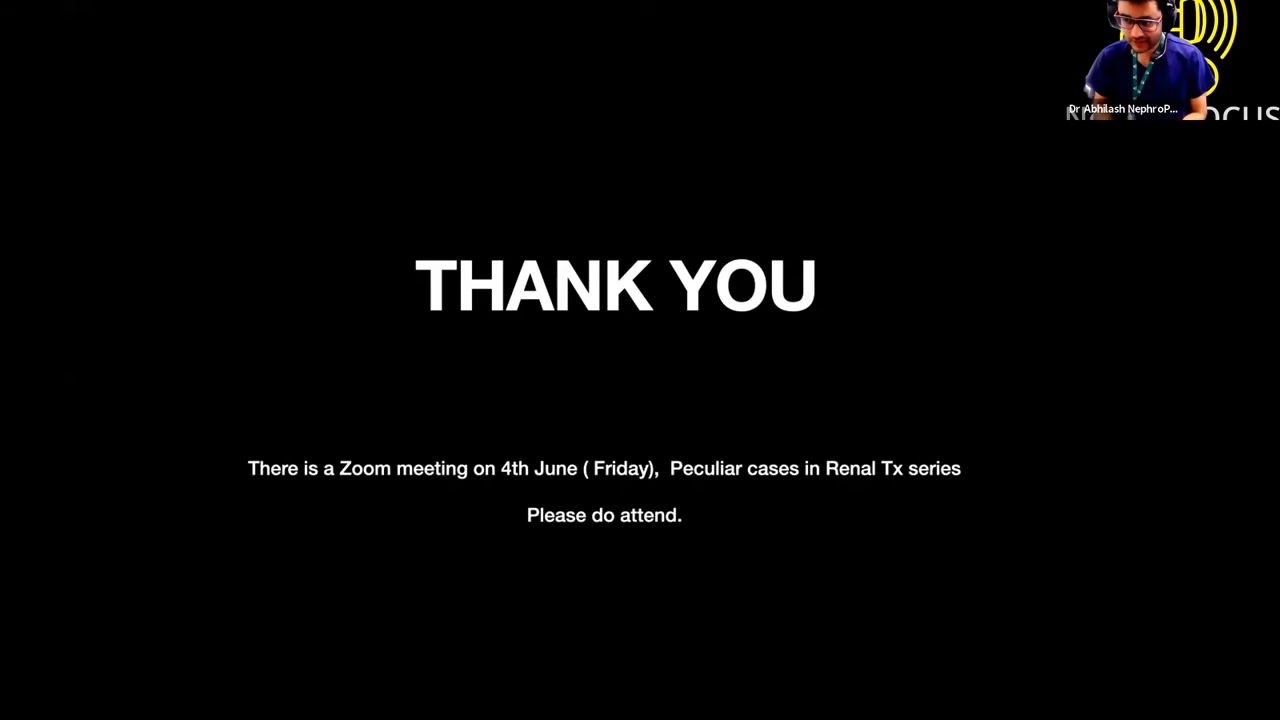 Dr Abhilash NephroP...
OCUS
THANK YOU
There is a Zoom meeting on 4th June ( Friday),  Peculiar cases in Renal Tx series
Please do attend.